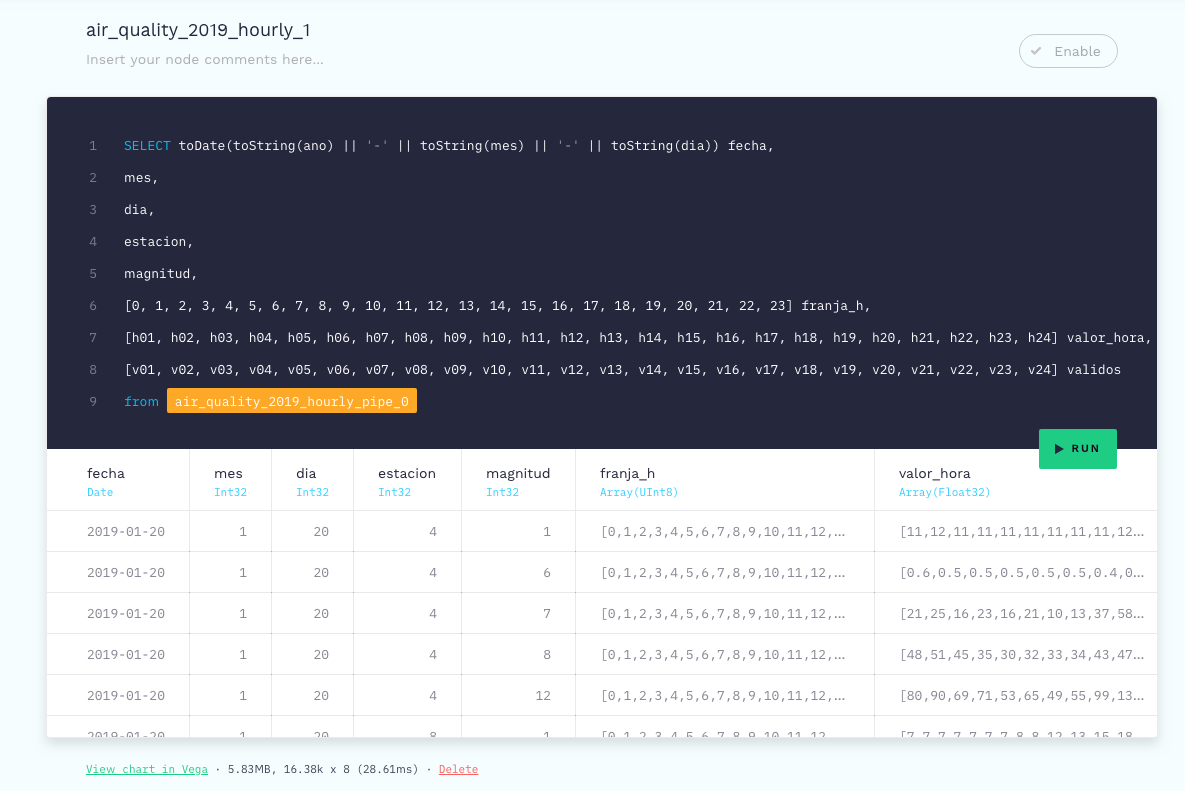 air_quality_2019_hourly_1
Insert your node comments here...
Enable
1 SELECT toDate(toString(ano) || '-' || toString(mes) || '-' || toString(dia)) fecha,
2 mes,
3 dia,
4 estacion,
5 magnitud,
6 [0, 1, 2, 3, 4, 5, 6, 7, 8, 9, 10, 11, 12, 13, 14, 15, 16, 17, 18, 19, 20, 21, 22, 23] franja_h,
7 [h01, h02, h03, h04, h05, h06, h07, h08, h09, h10, h11, h12, h13, h14, h15, h16, h17, h18, h19, h20, h21, h22, h23, h24] valor_hora,
8 [v01, v02, v03, v04, v05, v06, v07, v08, v09, v10, v11, v12, v13, v14, v15, v16, v17, v18, v19, v20, v21, v22, v23, v24] validos
9 from air_quality_2019_hourly_pipe_0
RUN
fecha mes dia estacion magnitud franja_h valor_hora
Date Int32 Int32 Int32 Int32 Array(UInt8) Array(Float32)
2019-01-20 1 20 4 1 [0,1,2,3,4,5,6,7,8,9,10,11,12,… [11,12,11,11,11,11,11,11,11,12…
2019-01-20 1 20 4 6 [0,1,2,3,4,5,6,7,8,9,10,11,12,… [0.6,0.5,0.5,0.5,0.5,0.5,0.4,0…
2019-01-20 1 20 4 7 [0,1,2,3,4,5,6,7,8,9,10,11,12,… [21,25,16,23,16,21,10,13,37,58…
2019-01-20 1 20 4 8 [0,1,2,3,4,5,6,7,8,9,10,11,12,… [48,51,45,35,30,32,33,34,43,47…
2019-01-20 1 20 4 12 [0,1,2,3,4,5,6,7,8,9,10,11,12,… [80,90,69,71,53,65,49,55,99,13…
2019-01-20 1 20 8 1 [0,1,2,3,4,5,6,7,8,9,10,11,12,… [7,7,7,7,7,7,7,8,8,12,13,15,18…
View chart in Vega · 5.83MB, 16.38k x 8 (28.61ms) · Delete